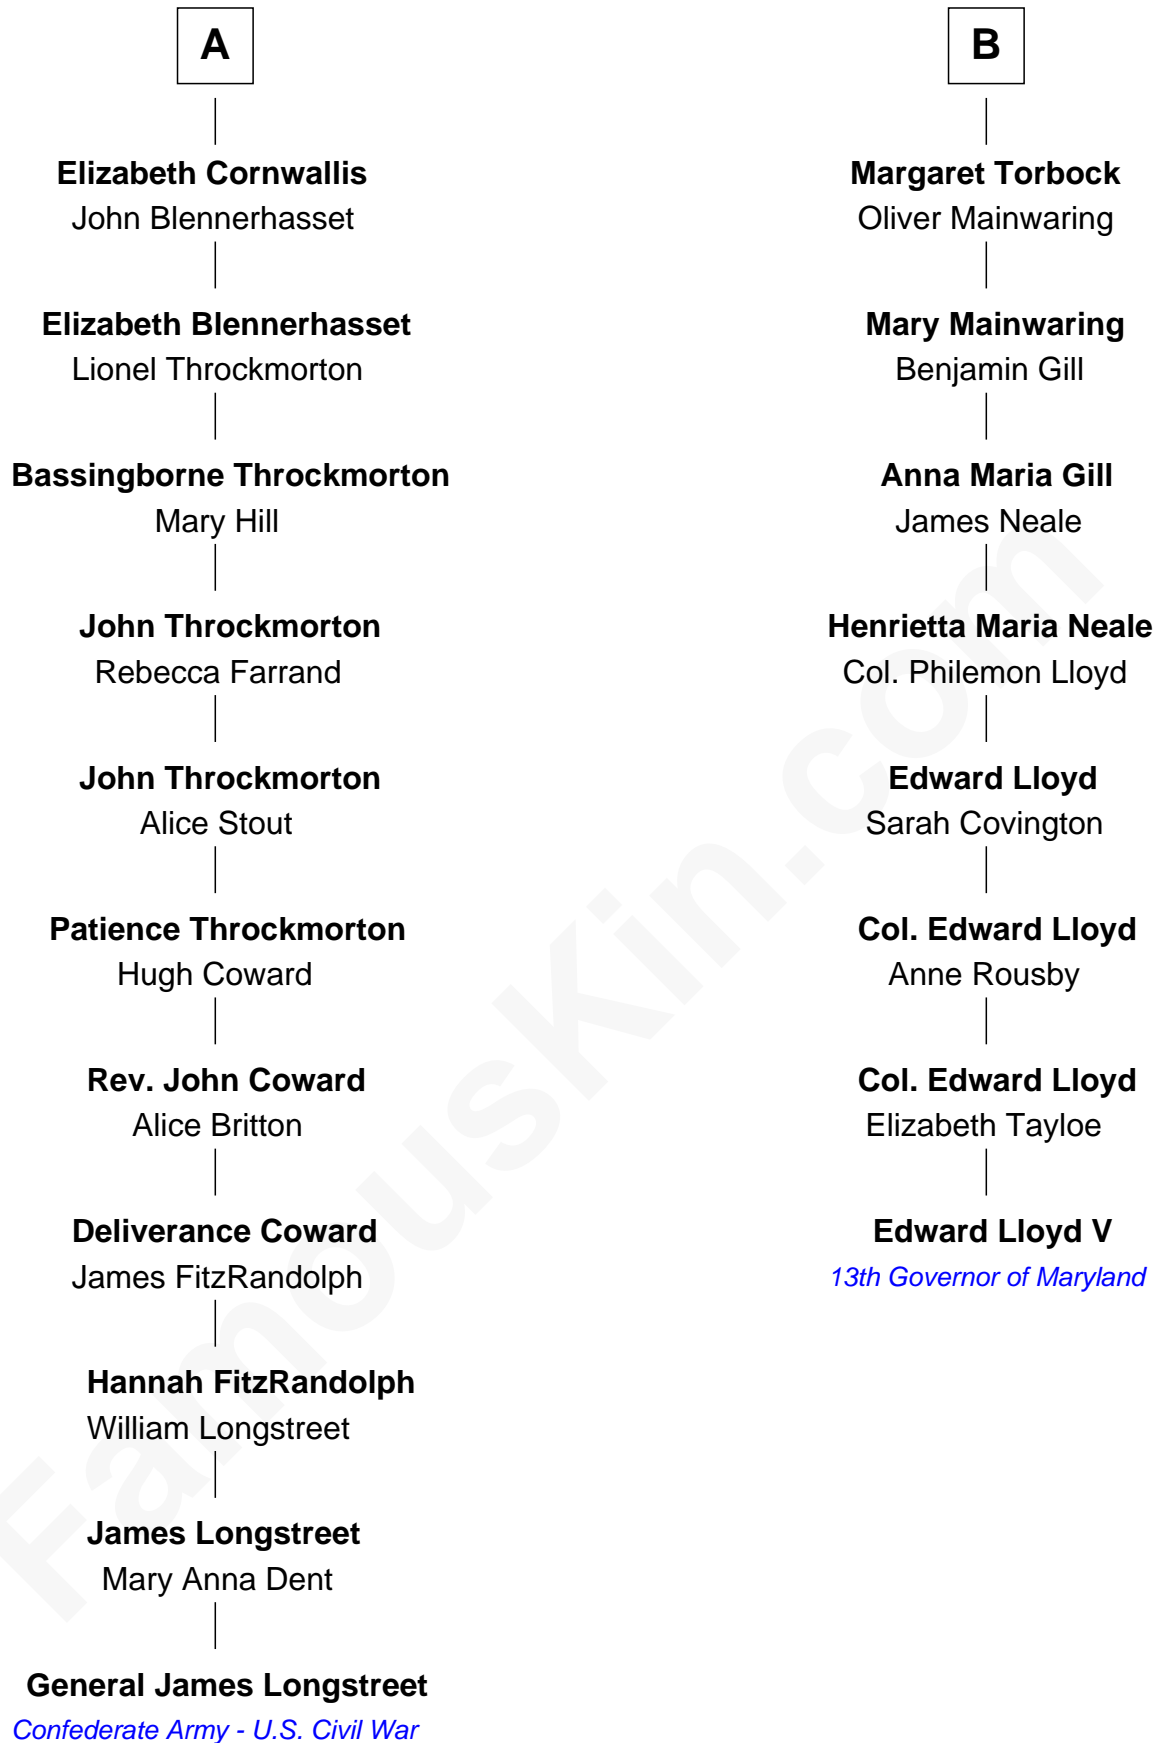 A
Elizabeth Cornwallis
John Blennerhasset
Elizabeth Blennerhasset
Lionel Throckmorton
Bassingborne Throckmorton
Mary Hill
John Throckmorton
Rebecca Farrand
John Throckmorton
Alice Stout
Patience Throckmorton
Hugh Coward
Rev. John Coward
Alice Britton
Deliverance Coward
James FitzRandolph
Hannah FitzRandolph
William Longstreet
James Longstreet
Mary Anna Dent
General James Longstreet
Confederate Army - U.S. Civil War
B
Margaret Torbock
Oliver Mainwaring
Mary Mainwaring
Benjamin Gill
Anna Maria Gill
James Neale
Henrietta Maria Neale
Col. Philemon Lloyd
Edward Lloyd
Sarah Covington
Col. Edward Lloyd
Anne Rousby
Col. Edward Lloyd
Elizabeth Tayloe
Edward Lloyd V
13th Governor of Maryland
FamousKin.com